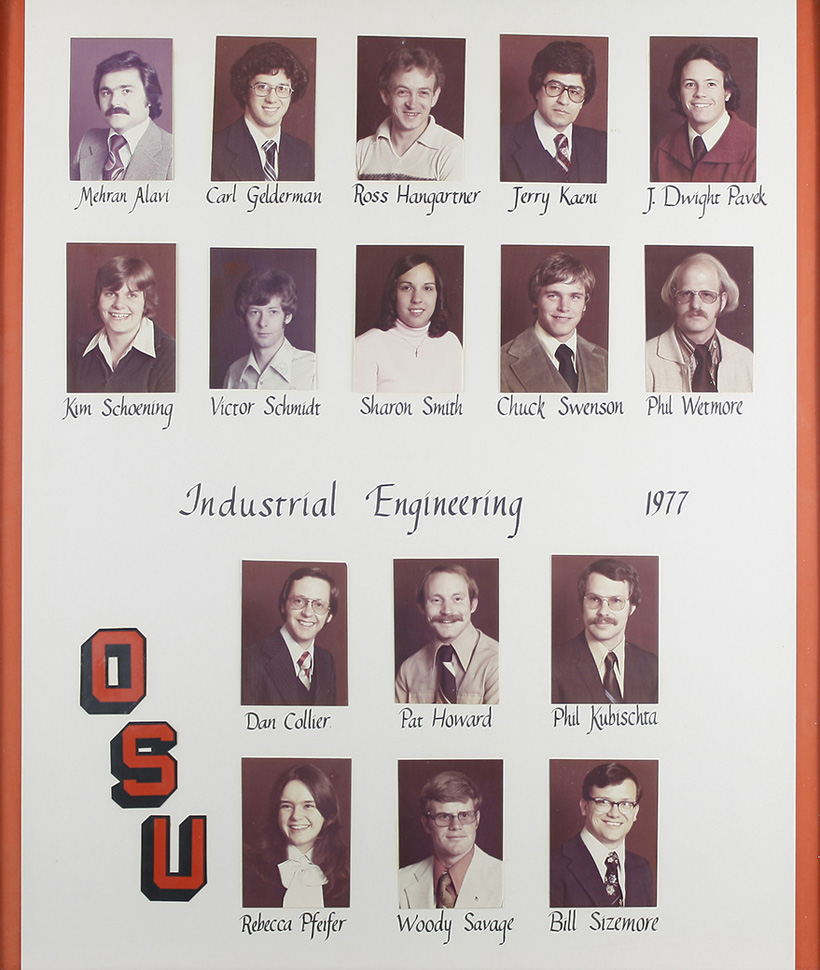 Mehran Alavi Carl Gelderman Ross Hangartner Jerry Kaeni J. Dwight Pavek
Kim Schoening Victor Schmidt Sharon Smith Chuck Swenson Phil Wetmore
Industrial Engineering 1977
Dan Collier. Pat Howard Phil Kubischta
OSU
Rebecca Pfeifer Woody Savage Bill Sizemore